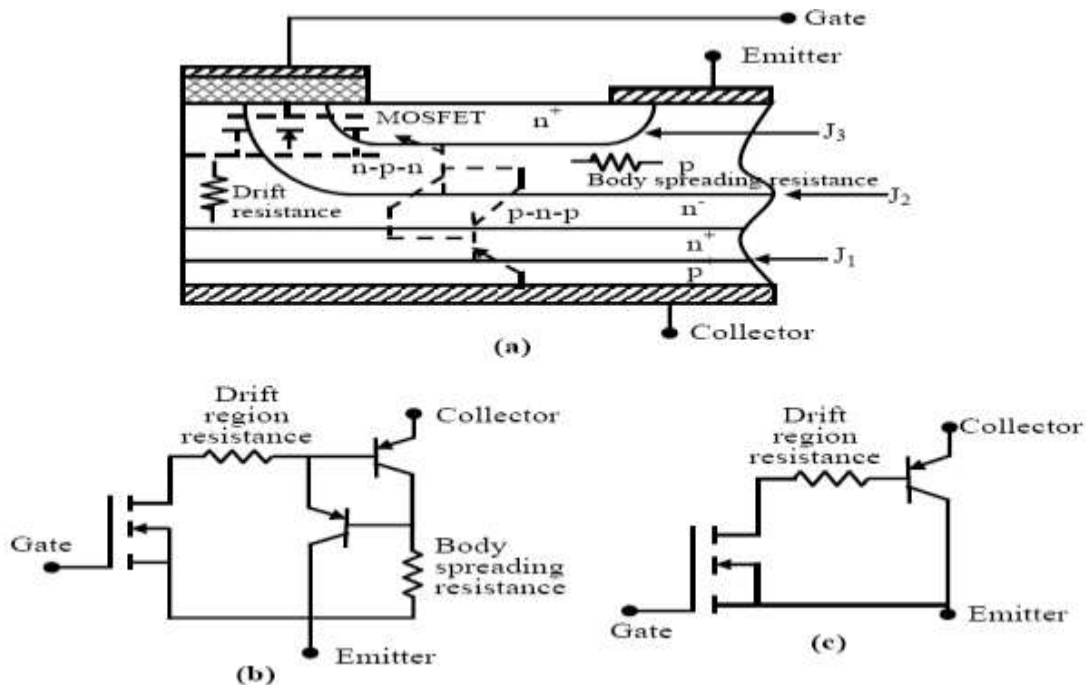 Gate
Emitter
MOSFET
n+
J3
n-p-n
p
Body spreading resistance
Drift
resistance
p-n-p
n-
J2
n+
J1
p
Collector
(a)
Drift
region
resistance
Collector
Gate
Body
spreading
resistance
Emitter
(b)
Drift
region
resistance
Collector
Gate
Emitter
(c)